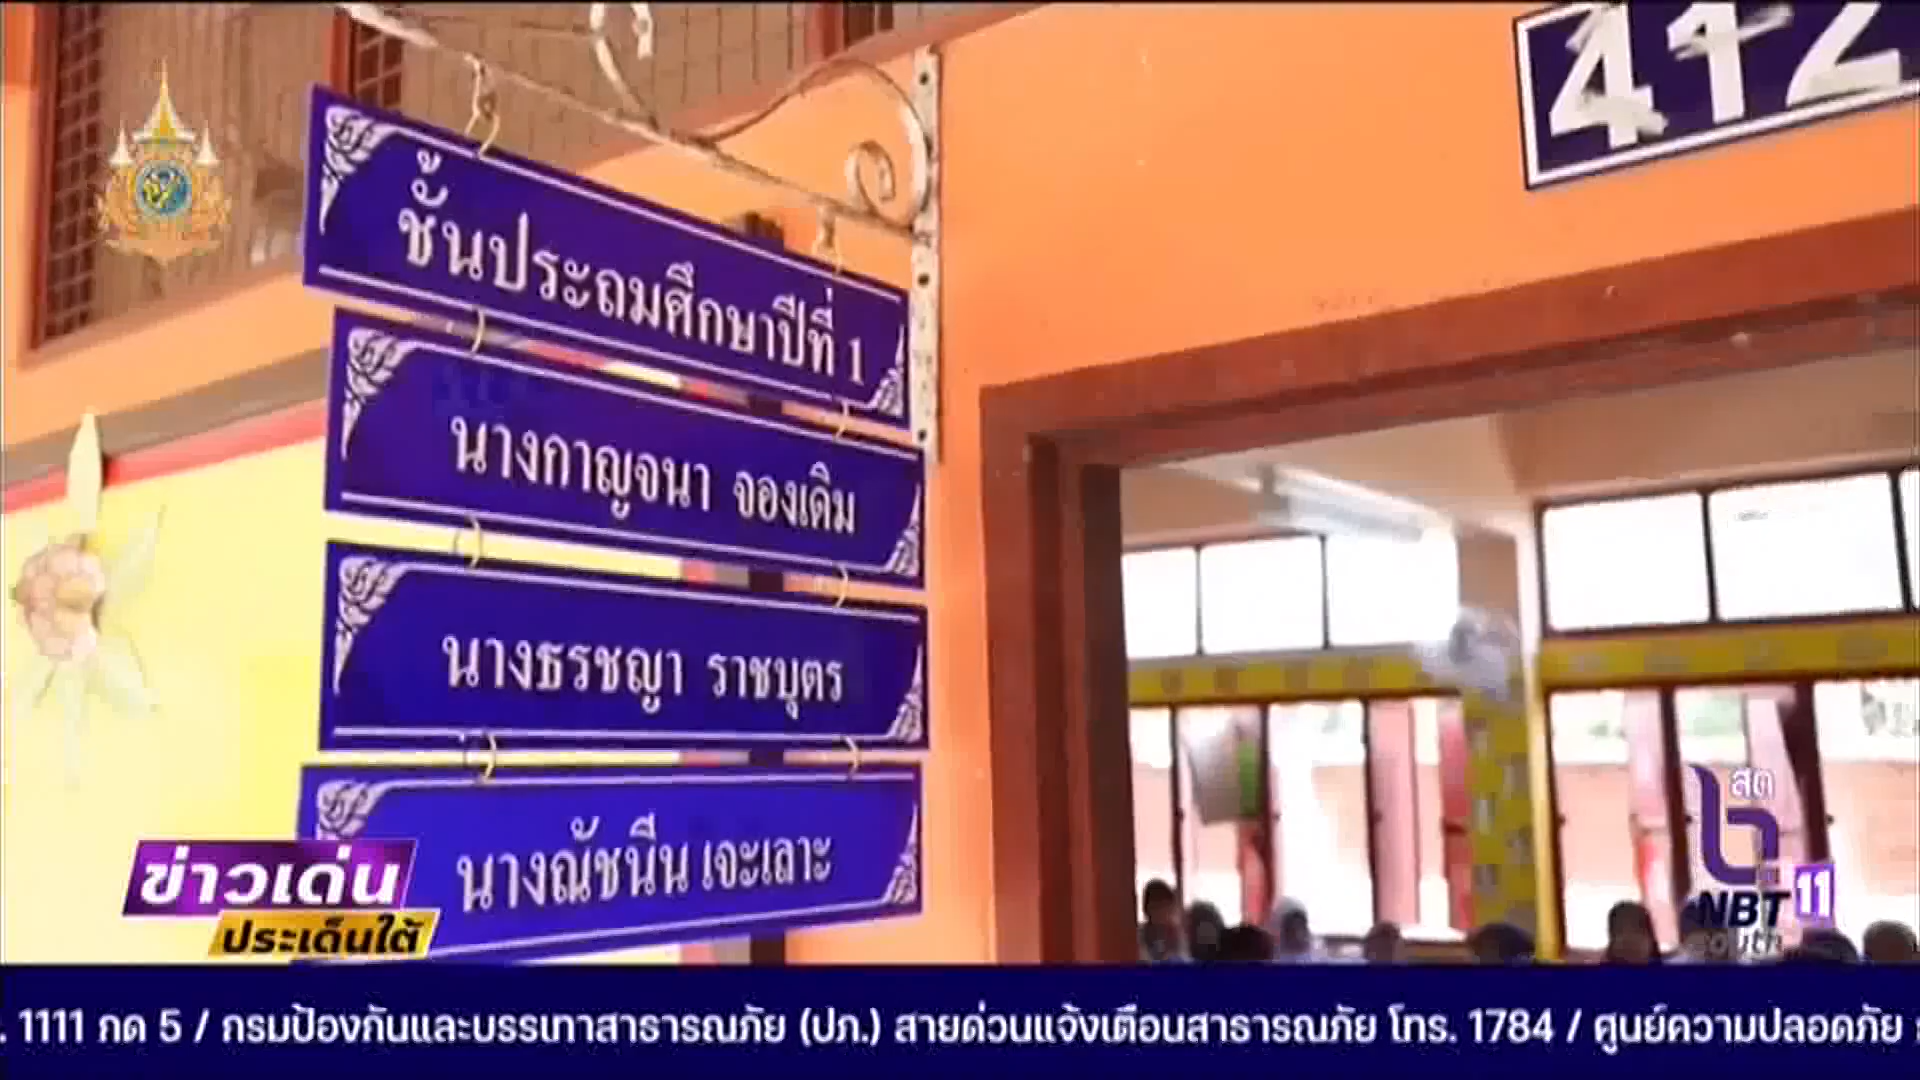 412
ชั้นประถมศึกษาปีที่ 1
นางกาญจนา จองเดิม
นางธรชญา ราชบุตร
นางณัชนีน เจะเลาะ
สด
NBT 11
south
ข่าวเด่น
ประเด็นใต้
. 1111 กด 5 / กรมป้องกันและบรรเทาสาธารณภัย (ปภ.) สายด่วนแจ้งเตือนสาธารณภัย โทร. 1784 / ศูนย์ความปลอดภัย